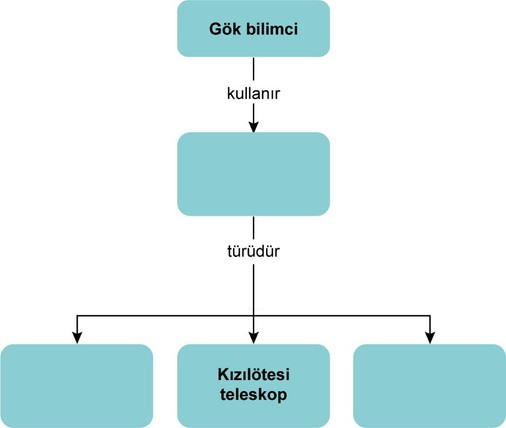 Gök bilimci
kullanır
türüdür
Kızılötesi
teleskop